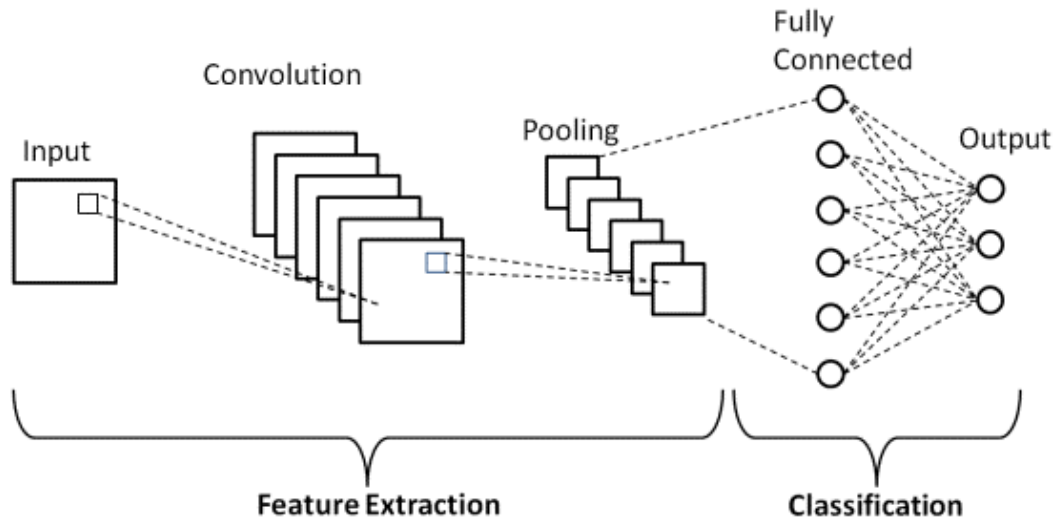 Input
Convolution
Pooling
Fully
Connected
Output
Feature Extraction
Classification